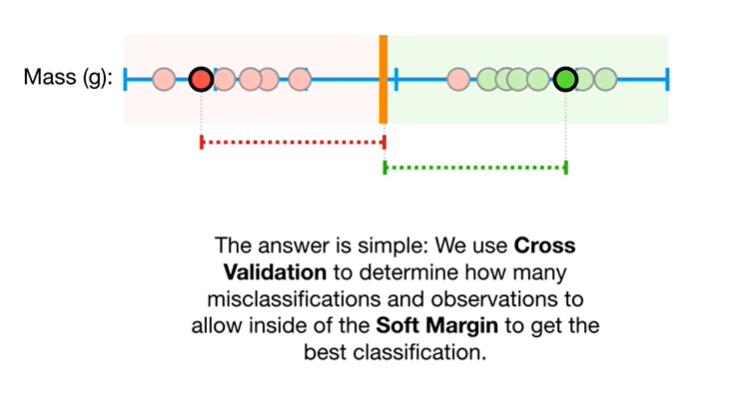 Mass (g):
The answer is simple: We use Cross
Validation to determine how many
misclassifications and observations to
allow inside of the Soft Margin to get the
best classification.